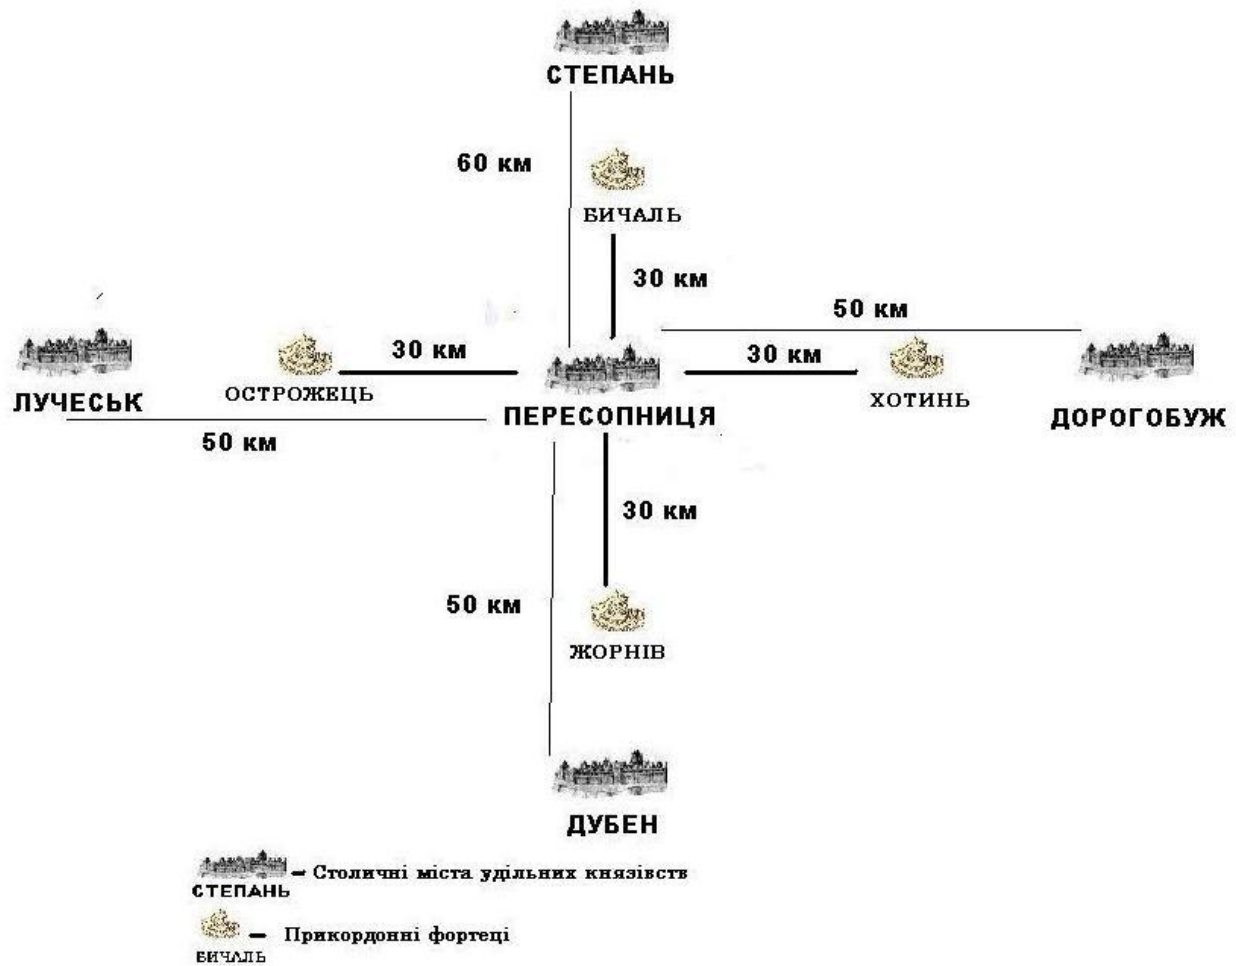 СТЕПАНЬ
60 км
БИЧАЛЬ
30 км
50 км
30 км
30 км
ЛУЧЕСЬК
ОСТРОЖЕЦЬ
ПЕРЕСОПНИЦЯ
ХОТИНЬ
ДОРОГОБУЖ
50 км
30 км
50 км
ЖОРНІВ
ДУБЕН
– Столичні міста удільних князівств
СТЕПАНЬ
– Прикордонні фортеці
БИЧАЛЬ